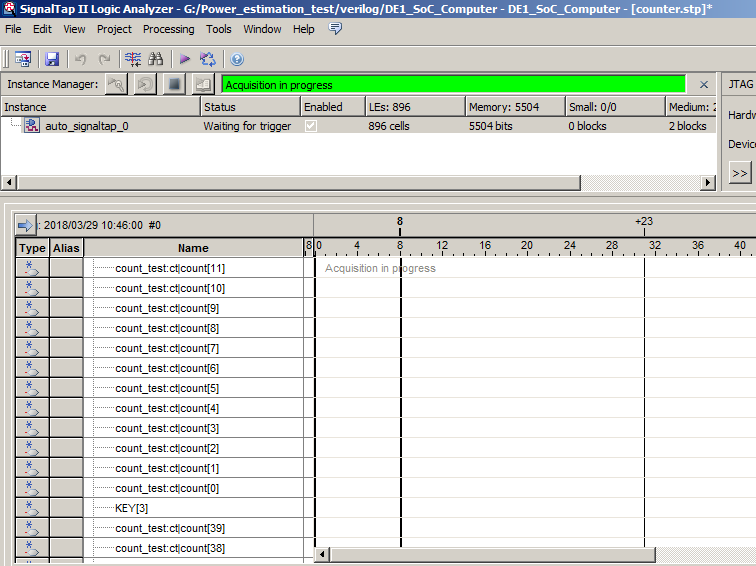 SignalTap II Logic Analyzer - G:/Power_estimation_test/verilog/DE1_SoC_Computer - DE1_SoC_Computer - [counter.stp]*
File Edit View Project Processing Tools Window Help
Instance Manager: Acquisition in progress JTAG
Instance Status Enabled LEs: 896 Memory: 5504 Small: 0/0 Medium: 2 Hardw
auto_signaltap_0 Waiting for trigger 896 cells 5504 bits 0 blocks 2 blocks
Device
>>
: 2018/03/29 10:46:00 #0 8 +23
Type Alias Name 8 0 4 8 12 16 20 24 28 32 36 40
count_test:ct|count[11] Acquisition in progress
count_test:ct|count[10]
count_test:ct|count[9]
count_test:ct|count[8]
count_test:ct|count[7]
count_test:ct|count[6]
count_test:ct|count[5]
count_test:ct|count[4]
count_test:ct|count[3]
count_test:ct|count[2]
count_test:ct|count[1]
count_test:ct|count[0]
KEY[3]
count_test:ct|count[39]
count_test:ct|count[38]